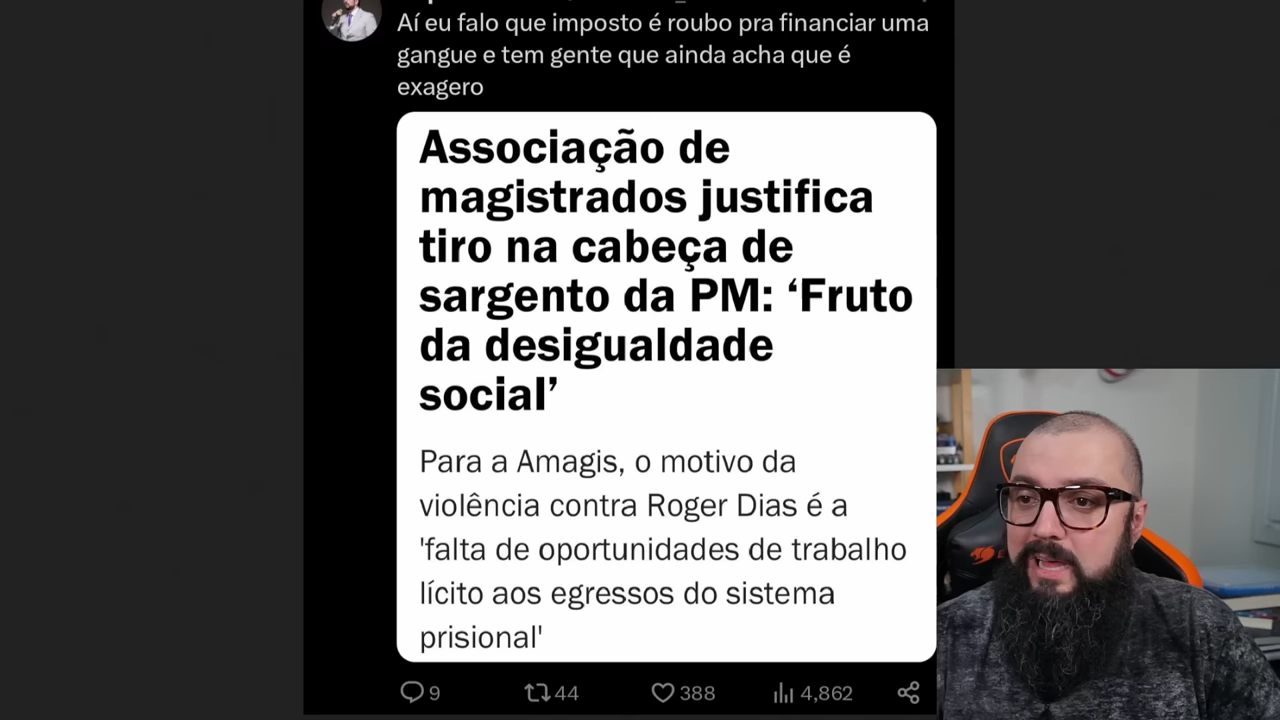 Aí eu falo que imposto é roubo pra financiar uma
gangue e tem gente que ainda acha que é
exagero
Associação de
magistrados justifica
tiro na cabeça de
sargento da PM: ‘Fruto
da desigualdade
social’
Para a Amagis, o motivo da
violência contra Roger Dias é a
'falta de oportunidades de trabalho
lícito aos egressos do sistema
prisional'
9 44 388 4,862